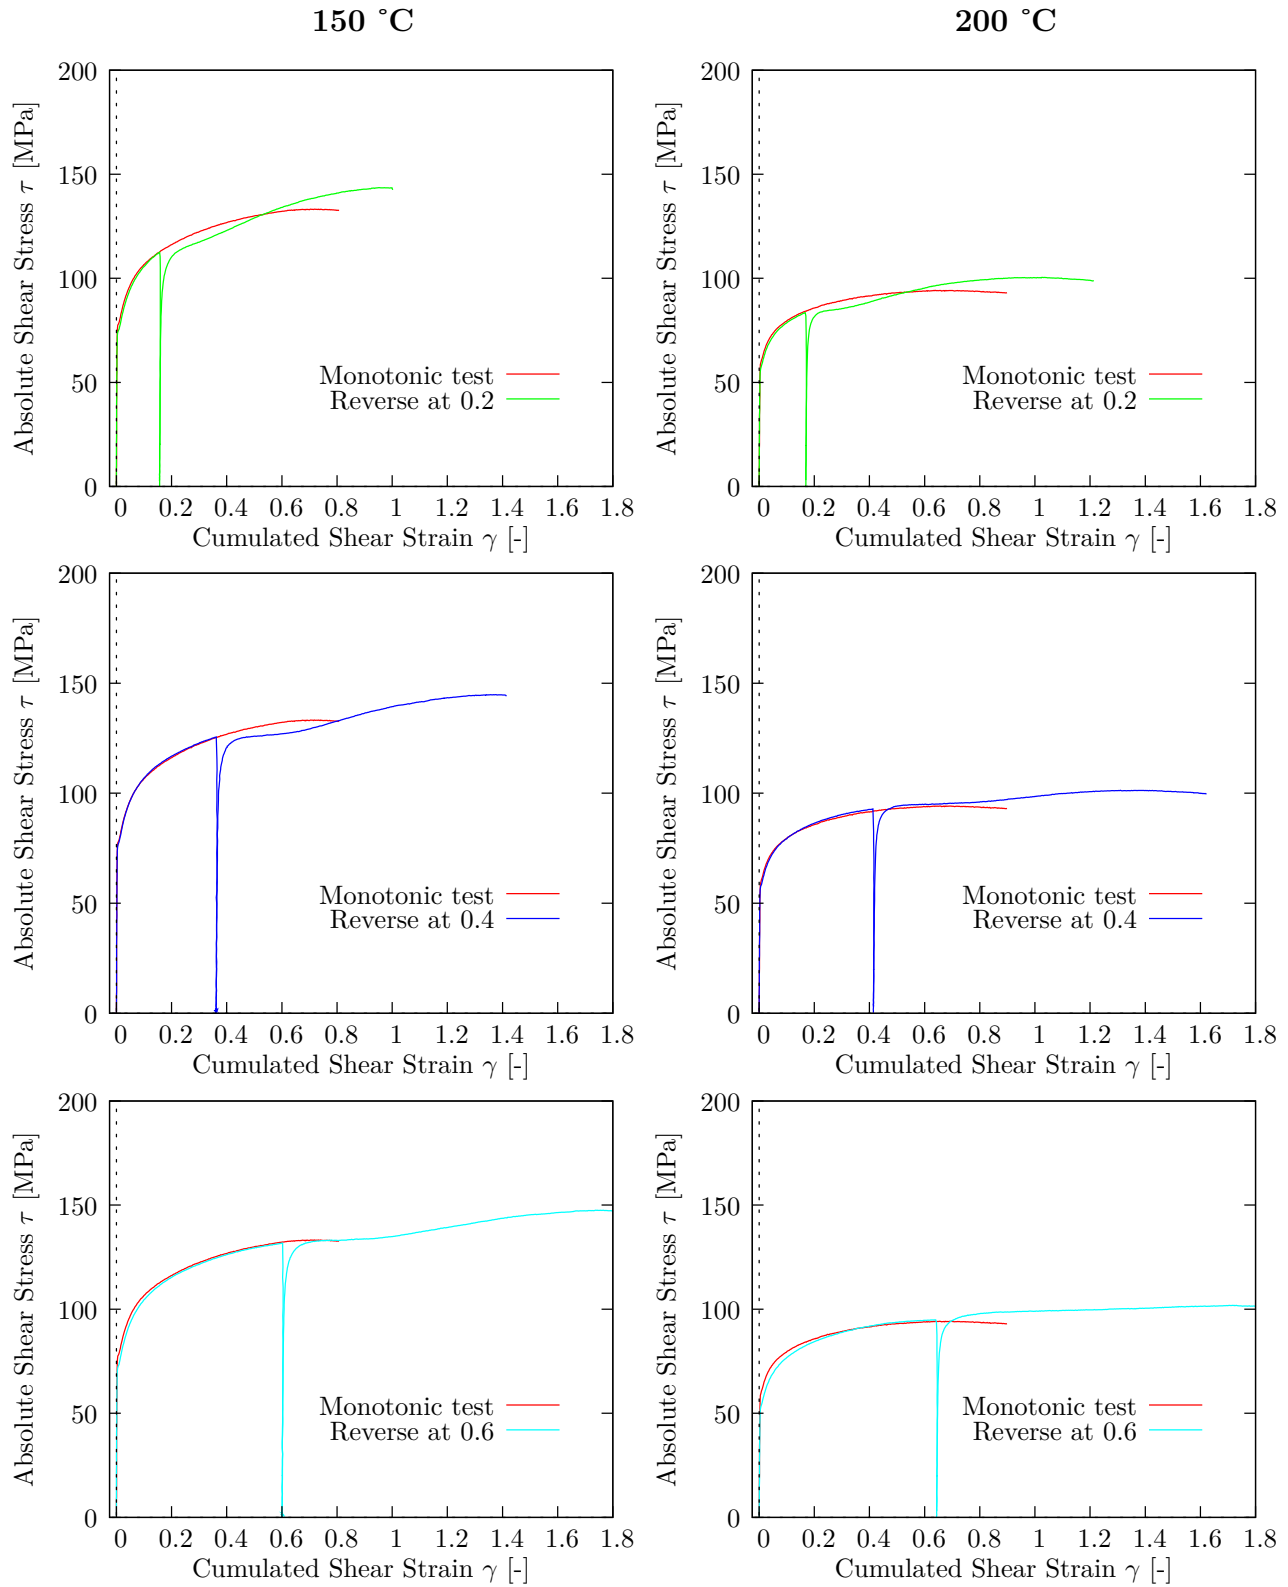 150 °C
200 °C
Absolute Shear Stress τ [MPa]
200
150
100
50
0
Monotonic test
Reverse at 0.2
0 0.2 0.4 0.6 0.8 1 1.2 1.4 1.6 1.8
Cumulated Shear Strain γ [-]
Absolute Shear Stress τ [MPa]
200
150
100
50
0
Monotonic test
Reverse at 0.2
0 0.2 0.4 0.6 0.8 1 1.2 1.4 1.6 1.8
Cumulated Shear Strain γ [-]
Absolute Shear Stress τ [MPa]
200
150
100
50
0
Monotonic test
Reverse at 0.4
0 0.2 0.4 0.6 0.8 1 1.2 1.4 1.6 1.8
Cumulated Shear Strain γ [-]
Absolute Shear Stress τ [MPa]
200
150
100
50
0
Monotonic test
Reverse at 0.4
0 0.2 0.4 0.6 0.8 1 1.2 1.4 1.6 1.8
Cumulated Shear Strain γ [-]
Absolute Shear Stress τ [MPa]
200
150
100
50
0
Monotonic test
Reverse at 0.6
0 0.2 0.4 0.6 0.8 1 1.2 1.4 1.6 1.8
Cumulated Shear Strain γ [-]
Absolute Shear Stress τ [MPa]
200
150
100
50
0
Monotonic test
Reverse at 0.6
0 0.2 0.4 0.6 0.8 1 1.2 1.4 1.6 1.8
Cumulated Shear Strain γ [-]